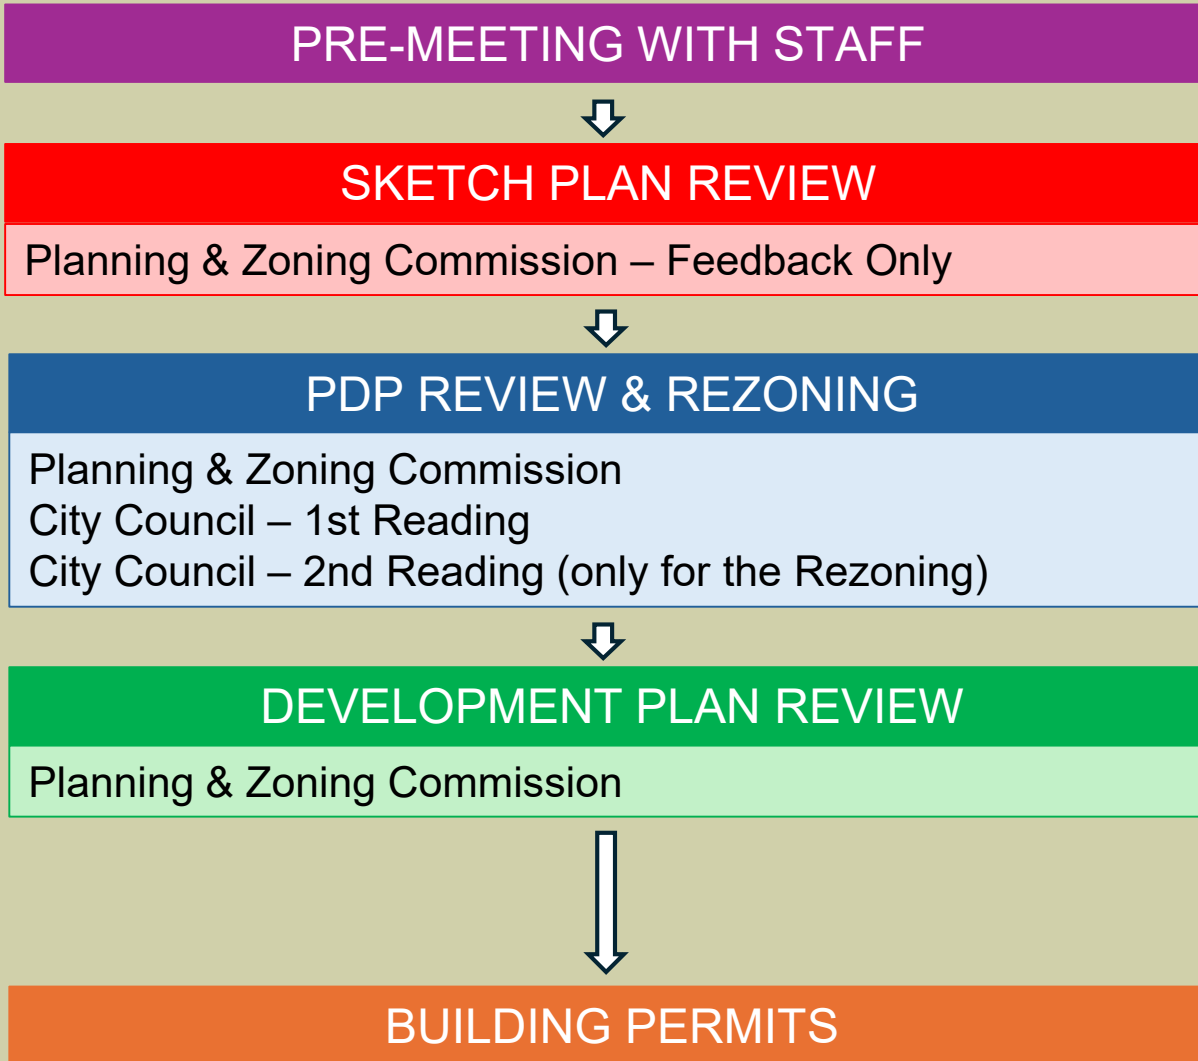 PRE-MEETING WITH STAFF
SKETCH PLAN REVIEW
Planning & Zoning Commission – Feedback Only
PDP REVIEW & REZONING
Planning & Zoning Commission
City Council – 1st Reading
City Council – 2nd Reading (only for the Rezoning)
DEVELOPMENT PLAN REVIEW
Planning & Zoning Commission
BUILDING PERMITS